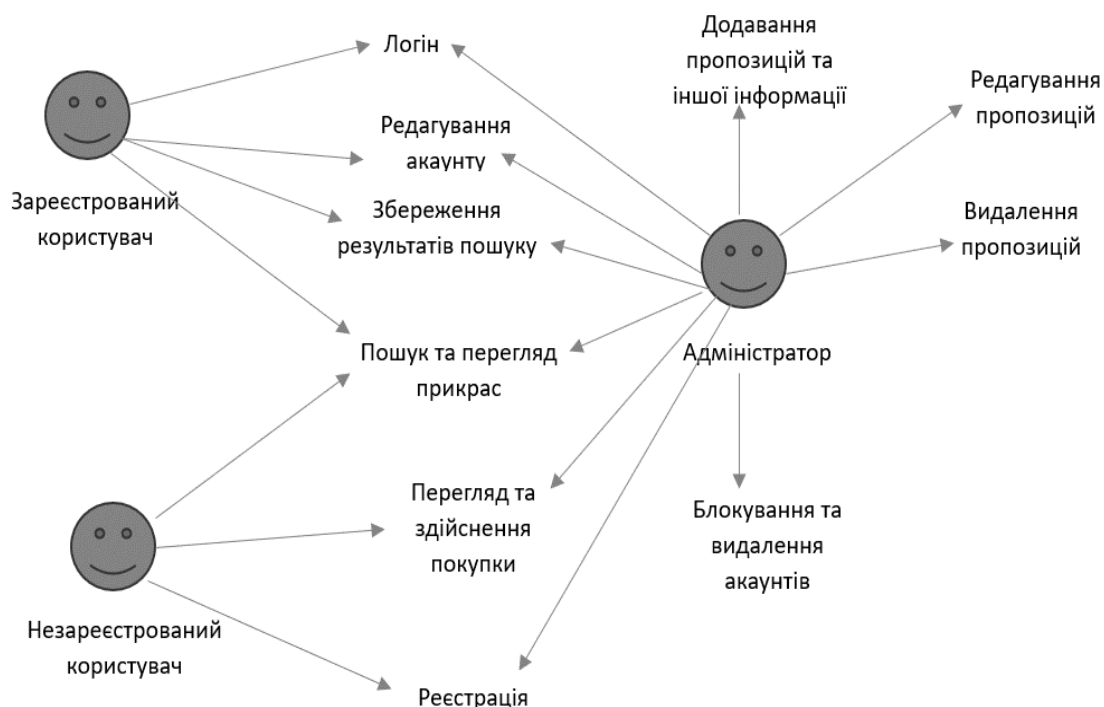 Логін
Додавання
пропозицій та
іншої інформації
Редагування
пропозицій
Редагування
акаунту
Зареєстрований
користувач
Збереження
результатів пошуку
Видалення
пропозицій
Пошук та перегляд
прикрас
Адміністратор
Перегляд та
здійснення
покупки
Блокування та
видалення
акаунтів
Незареєстрований
користувач
Реєстрація